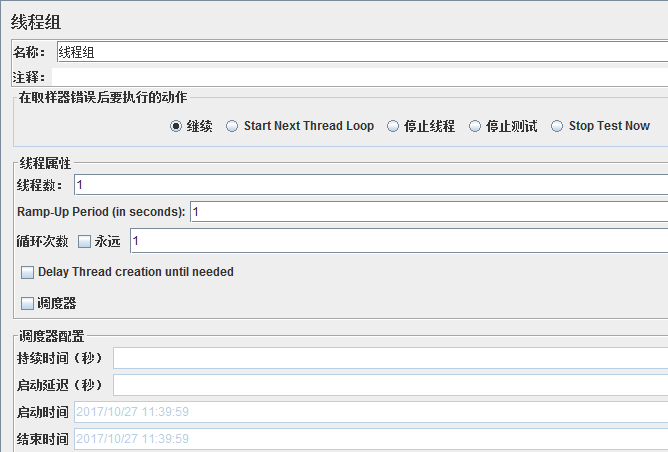 线程组
名称： 线程组
注释：
在取样器错误后要执行的动作
继续 Start Next Thread Loop 停止线程 停止测试 Stop Test Now
线程属性
线程数： 1
Ramp-Up Period (in seconds): 1
循环次数 永远 1
Delay Thread creation until needed
调度器
调度器配置
持续时间（秒）
启动延迟（秒）
启动时间 2017/10/27 11:39:59
结束时间 2017/10/27 11:39:59